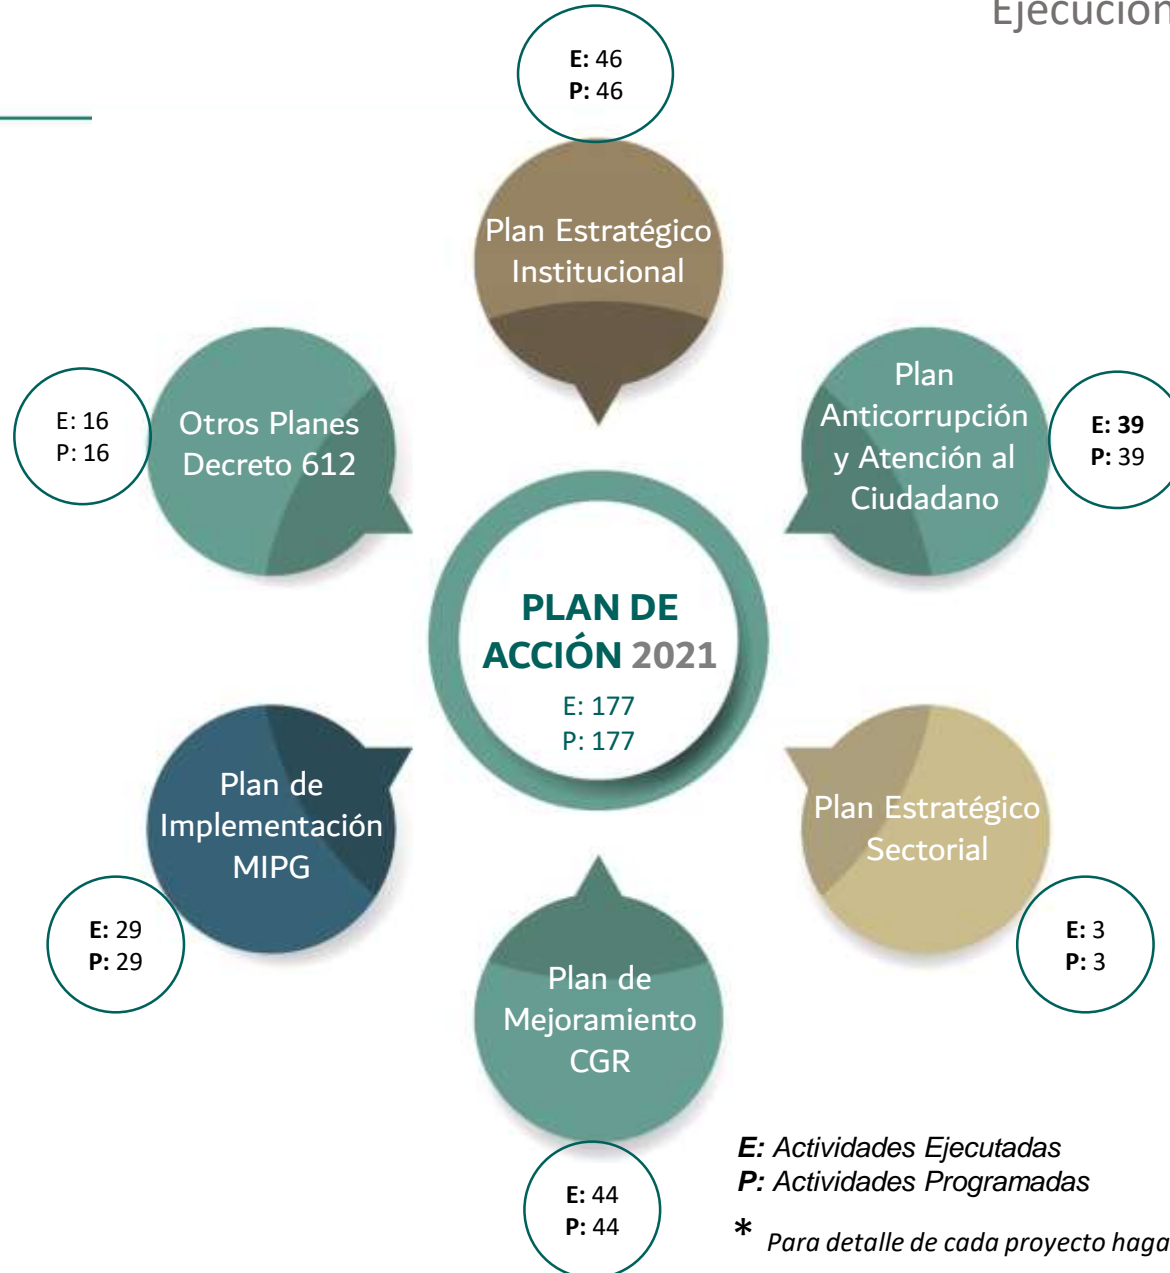 Ejecución
E: 46
P: 46
Plan Estratégico
Institucional
Otros Planes
Decreto 612
E: 16
P: 16
Plan
Anticorrupción
y Atención al
Ciudadano
E: 39
P: 39
PLAN DE
ACCIÓN 2021
E: 177
P: 177
Plan de
Implementación
MIPG
E: 29
P: 29
Plan Estratégico
Sectorial
E: 3
P: 3
Plan de
Mejoramiento
CGR
E: 44
P: 44
E: Actividades Ejecutadas
P: Actividades Programadas
* Para detalle de cada proyecto haga